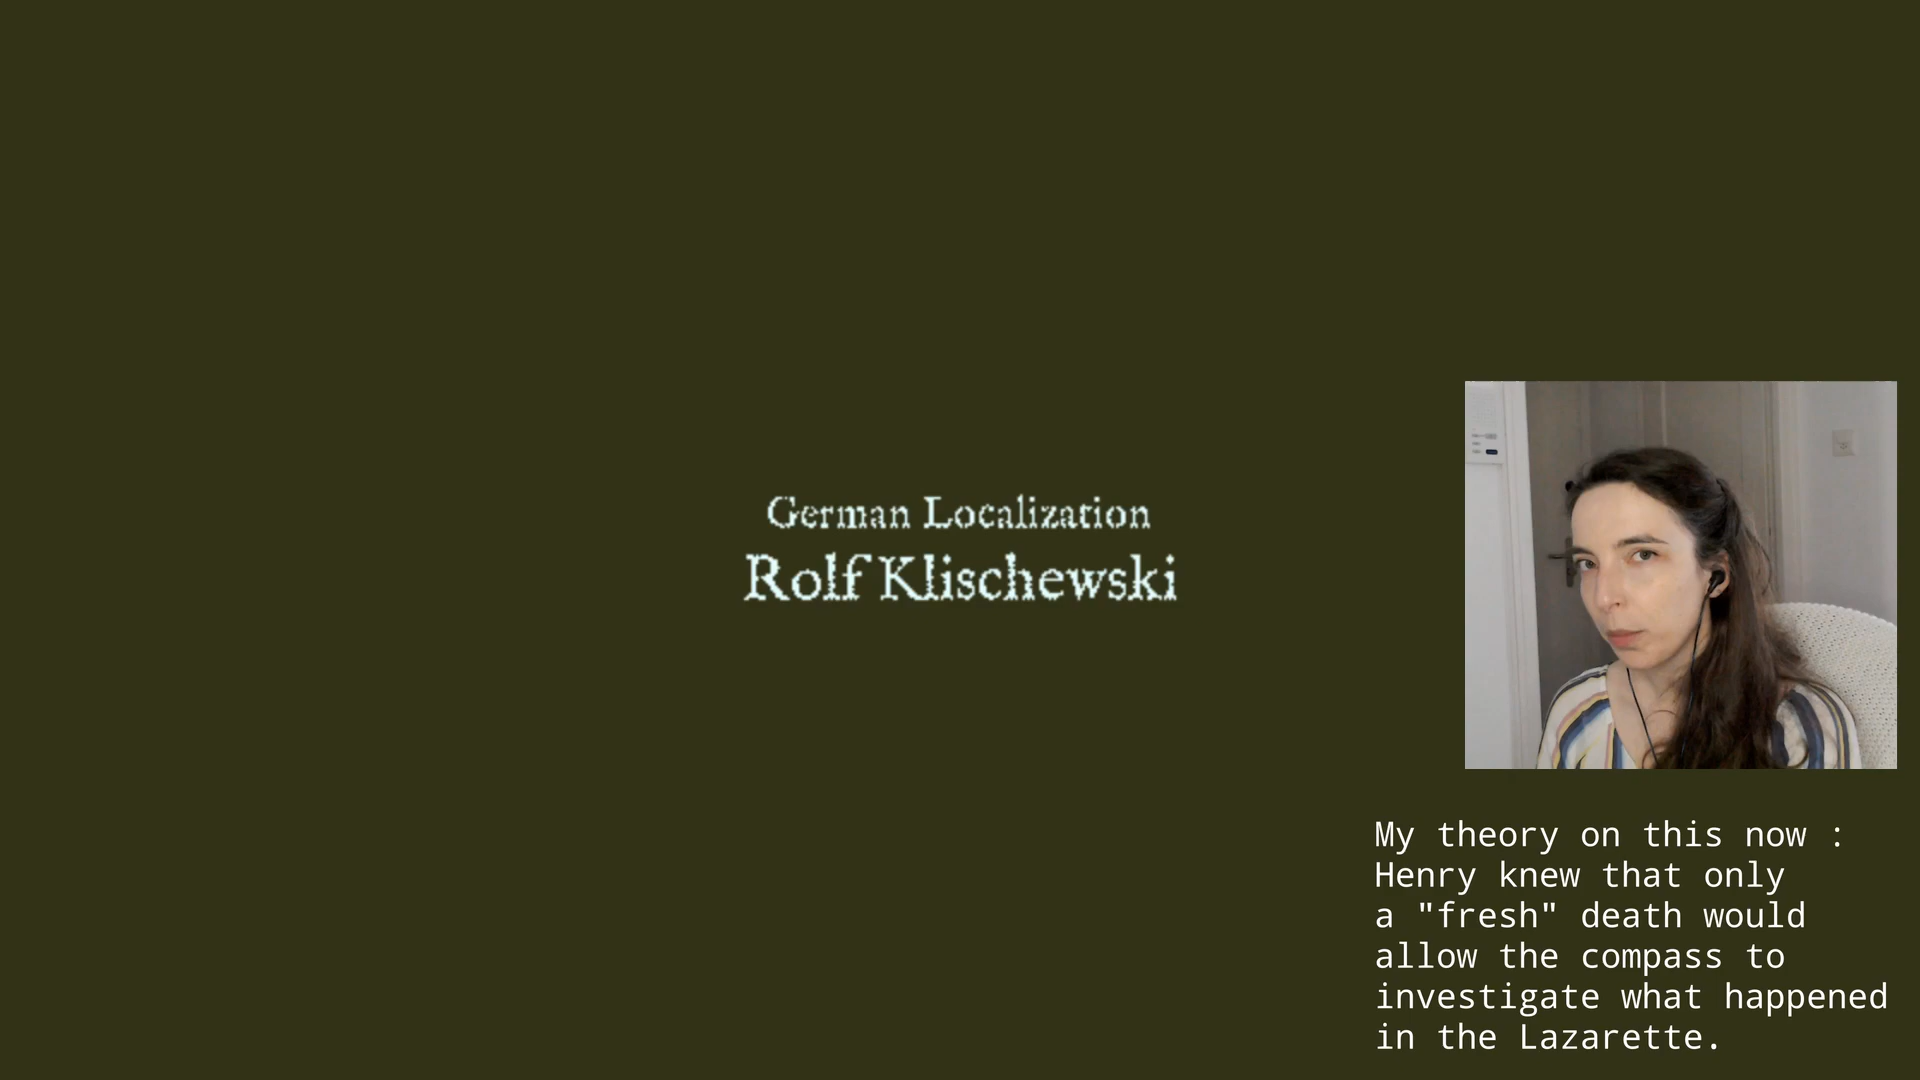 German Localization
Rolf Klischewski
My theory on this now :
Henry knew that only
a "fresh" death would
allow the compass to
investigate what happened
in the Lazarette.